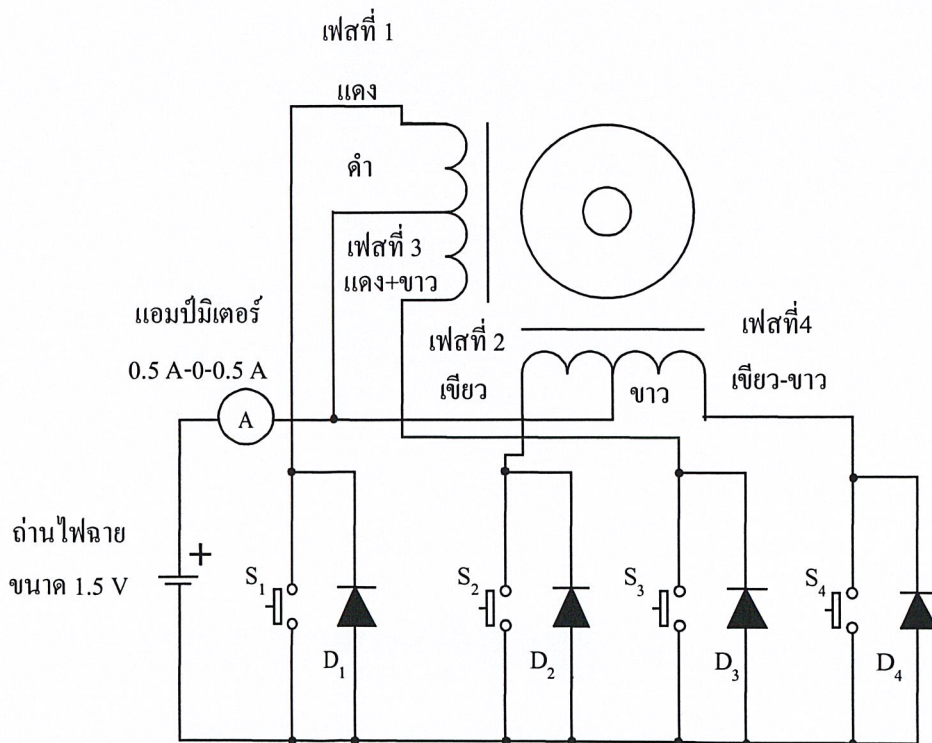 เฟสที่ 1
แดง
ดำ
เฟสที่ 3
แดง+ขาว
แอมป์มิเตอร์
0.5 A-0-0.5 A
A
เฟสที่ 2
เขียว
ขาว
เฟสที่4
เขียว-ขาว
ถ่านไฟฉาย
ขนาด 1.5 V
+
S1
S2
S3
S4
D1
D2
D3
D4